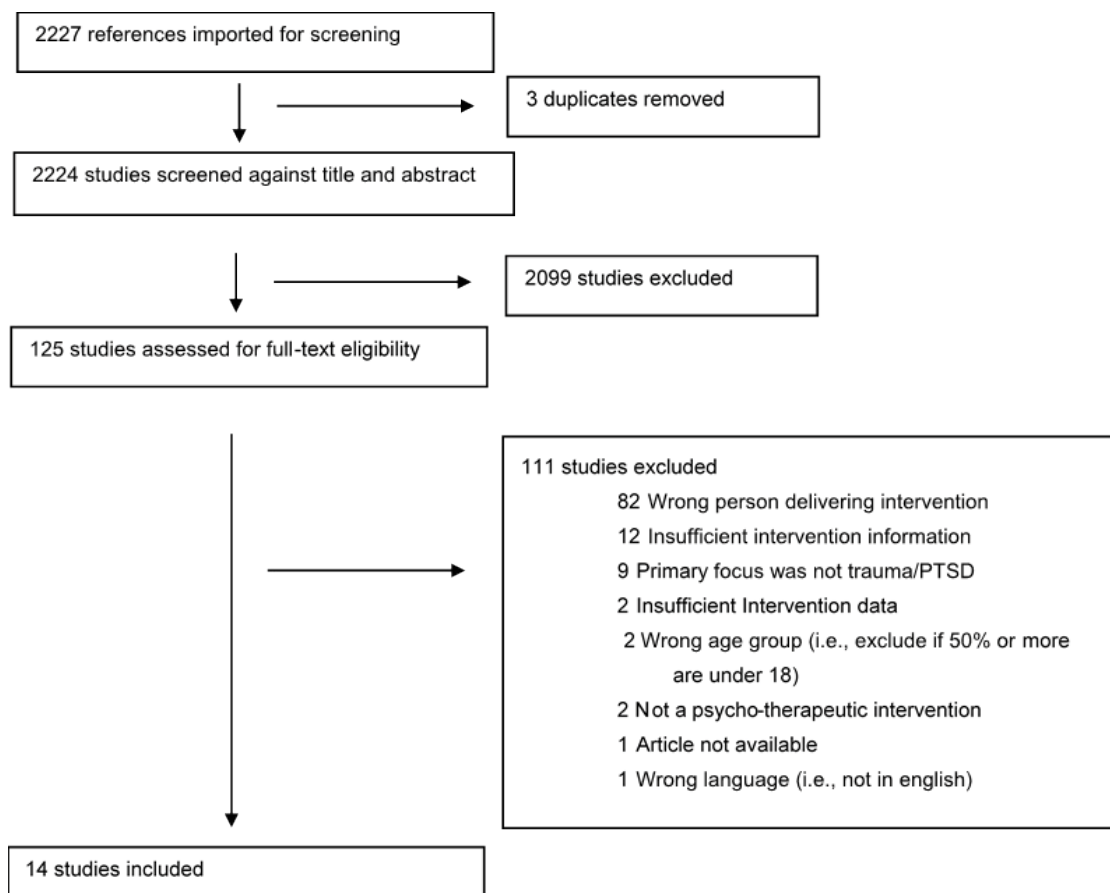 2227 references imported for screening
3 duplicates removed
2224 studies screened against title and abstract
2099 studies excluded
125 studies assessed for full-text eligibility
111 studies excluded
82 Wrong person delivering intervention
12 Insufficient intervention information
9 Primary focus was not trauma/PTSD
2 Insufficient Intervention data
2 Wrong age group (i.e., exclude if 50% or more
are under 18)
2 Not a psycho-therapeutic intervention
1 Article not available
1 Wrong language (i.e., not in english)
14 studies included